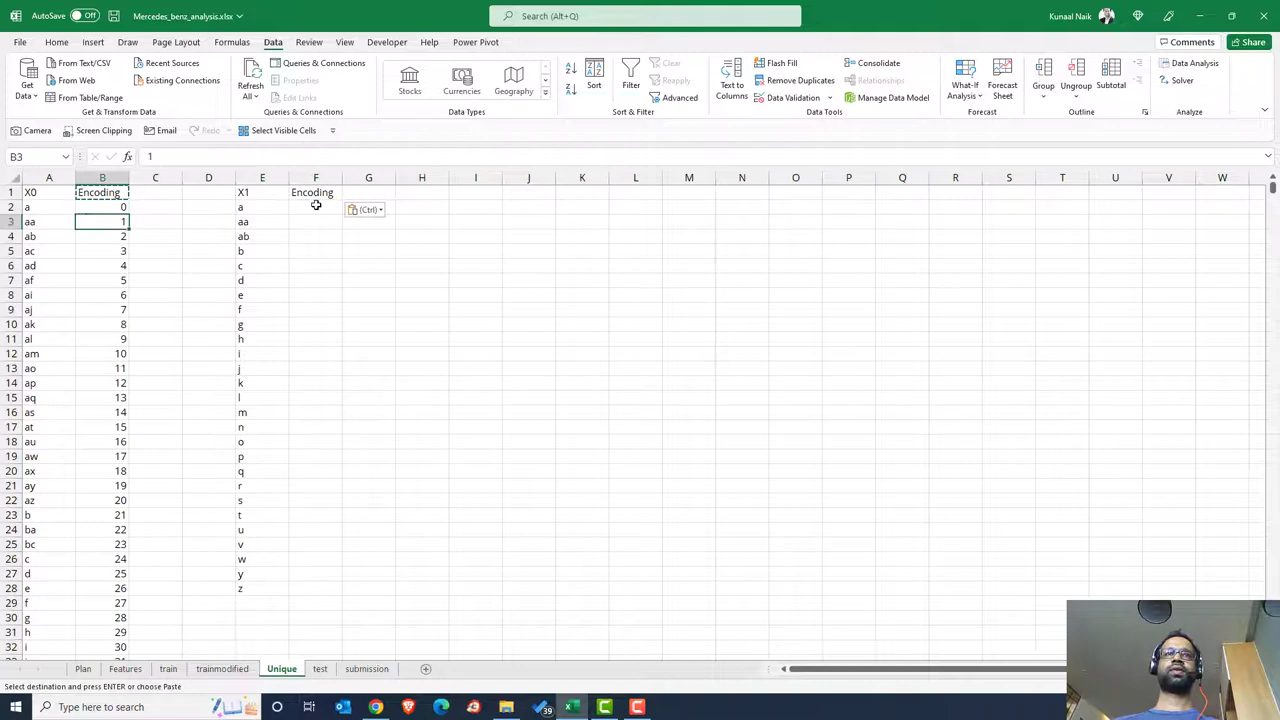 AutoSave Off Mercedes_benz_analysis.xlsx Search (Alt+Q) Kunaal Naik
File Home Insert Draw Page Layout Formulas Data Review View Developer Help Power Pivot Comments Share
Get Data From Text/CSV From Web From Table/Range Recent Sources Existing Connections
Refresh All Queries & Connections Properties Edit Links
Stocks Currencies Geography
Sort Filter Clear Reapply Advanced
Text to Columns Flash Fill Remove Duplicates Data Validation Consolidate Relationships Manage Data Model
What-If Analysis Forecast Sheet Group Ungroup Subtotal Data Analysis Solver
Get & Transform Data Queries & Connections Data Types Sort & Filter Data Tools Forecast Outline Analyze
Camera Screen Clipping Email Redo Select Visible Cells
B3 fx 1
A B C D E F G H I J K L M N O P Q R S T U V W
1 X0 Encoding X1 Encoding
2 a 0 a (Ctrl)
3 aa 1 aa
4 ab 2 ab
5 ac 3 b
6 ad 4 c
7 af 5 d
8 ai 6 e
9 aj 7 f
10 ak 8 g
11 al 9 h
12 am 10 i
13 ao 11 j
14 ap 12 k
15 aq 13 l
16 as 14 m
17 at 15 n
18 au 16 o
19 aw 17 p
20 ax 18 q
21 ay 19 r
22 az 20 s
23 b 21 t
24 ba 22 u
25 bc 23 v
26 c 24 w
27 d 25 y
28 e 26 z
29 f 27
30 g 28
31 h 29
32 i 30
Plan Features train trainmodified Unique test submission
Select destination and press ENTER or choose Paste
Type here to search 39